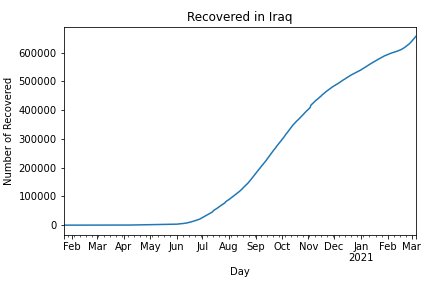 Recovered in Iraq
Number of Recovered
600000
500000
400000
300000
200000
100000
0
Feb Mar Apr May Jun Jul Aug Sep Oct Nov Dec Jan Feb Mar
2021
Day